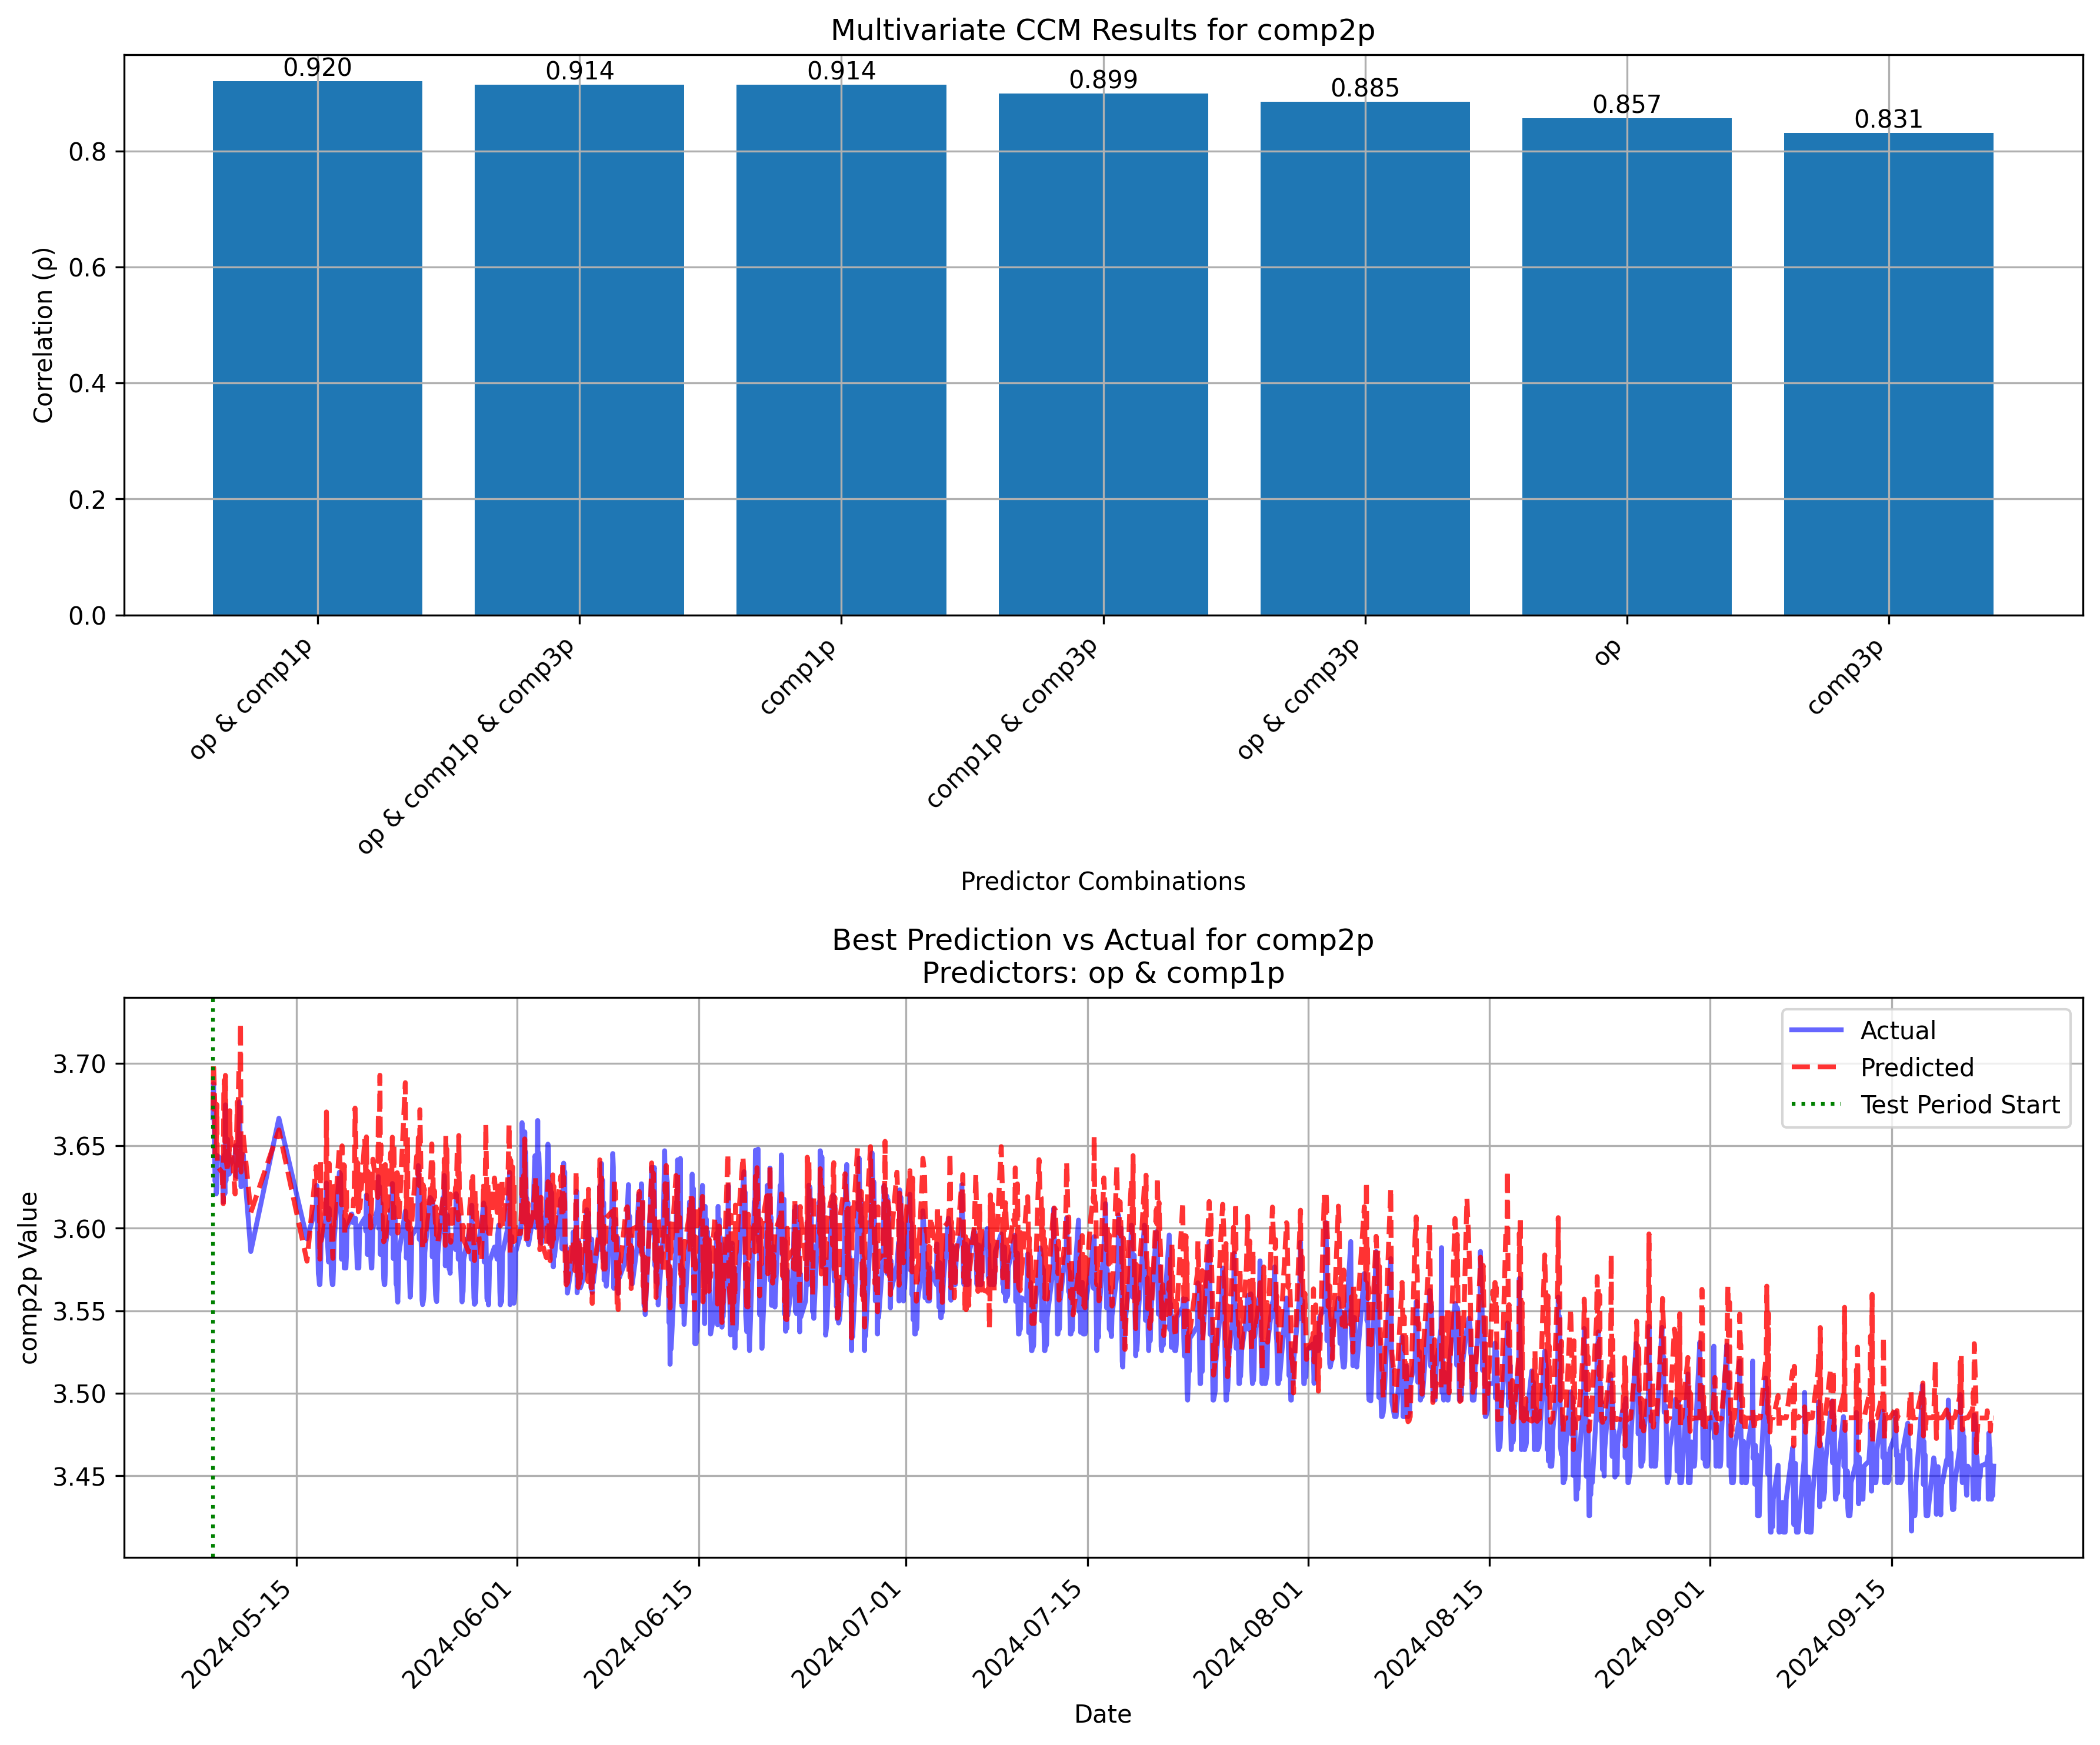 Multivariate CCM Results for comp2p
0.920
0.914
0.914
0.899
0.885
0.857
0.831
Correlation (ρ)
0.8
0.6
0.4
0.2
0.0
op & comp1p
op & comp1p & comp3p
comp1p
comp1p & comp3p
op & comp3p
op
comp3p
Predictor Combinations
Best Prediction vs Actual for comp2p
Predictors: op & comp1p
Actual
Predicted
Test Period Start
comp2p Value
3.70
3.65
3.60
3.55
3.50
3.45
2024-05-15
2024-06-01
2024-06-15
2024-07-01
2024-07-15
2024-08-01
2024-08-15
2024-09-01
2024-09-15
Date